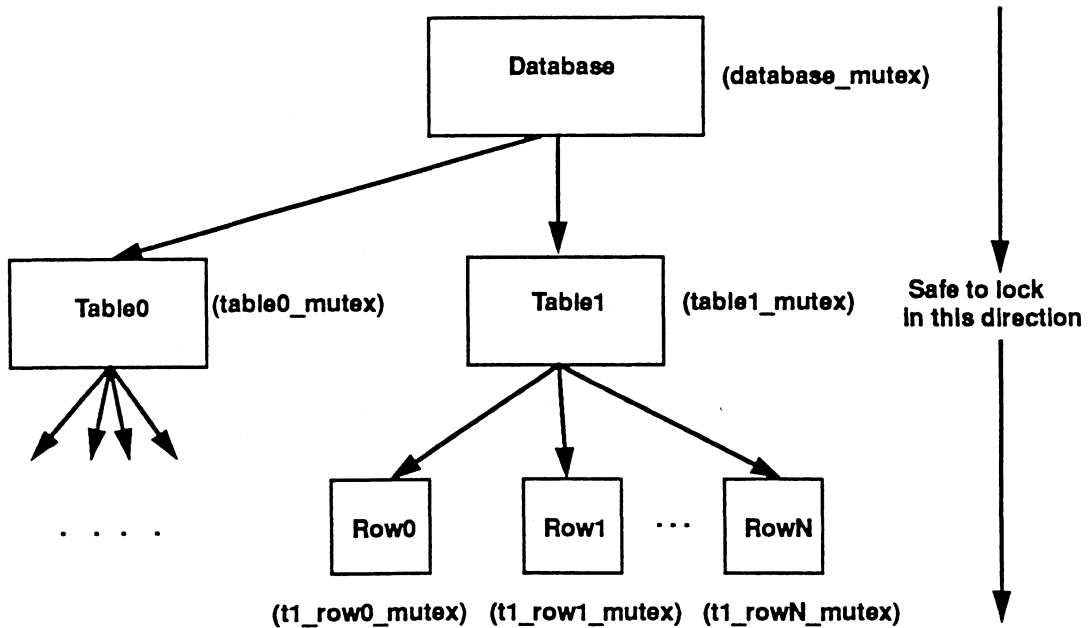 Database
(database_mutex)
Table0
(table0_mutex)
Table1
(table1_mutex)
Safe to lock
in this direction
Row0
Row1
...
RowN
. . . .
(t1_row0_mutex)
(t1_row1_mutex)
(t1_rowN_mutex)